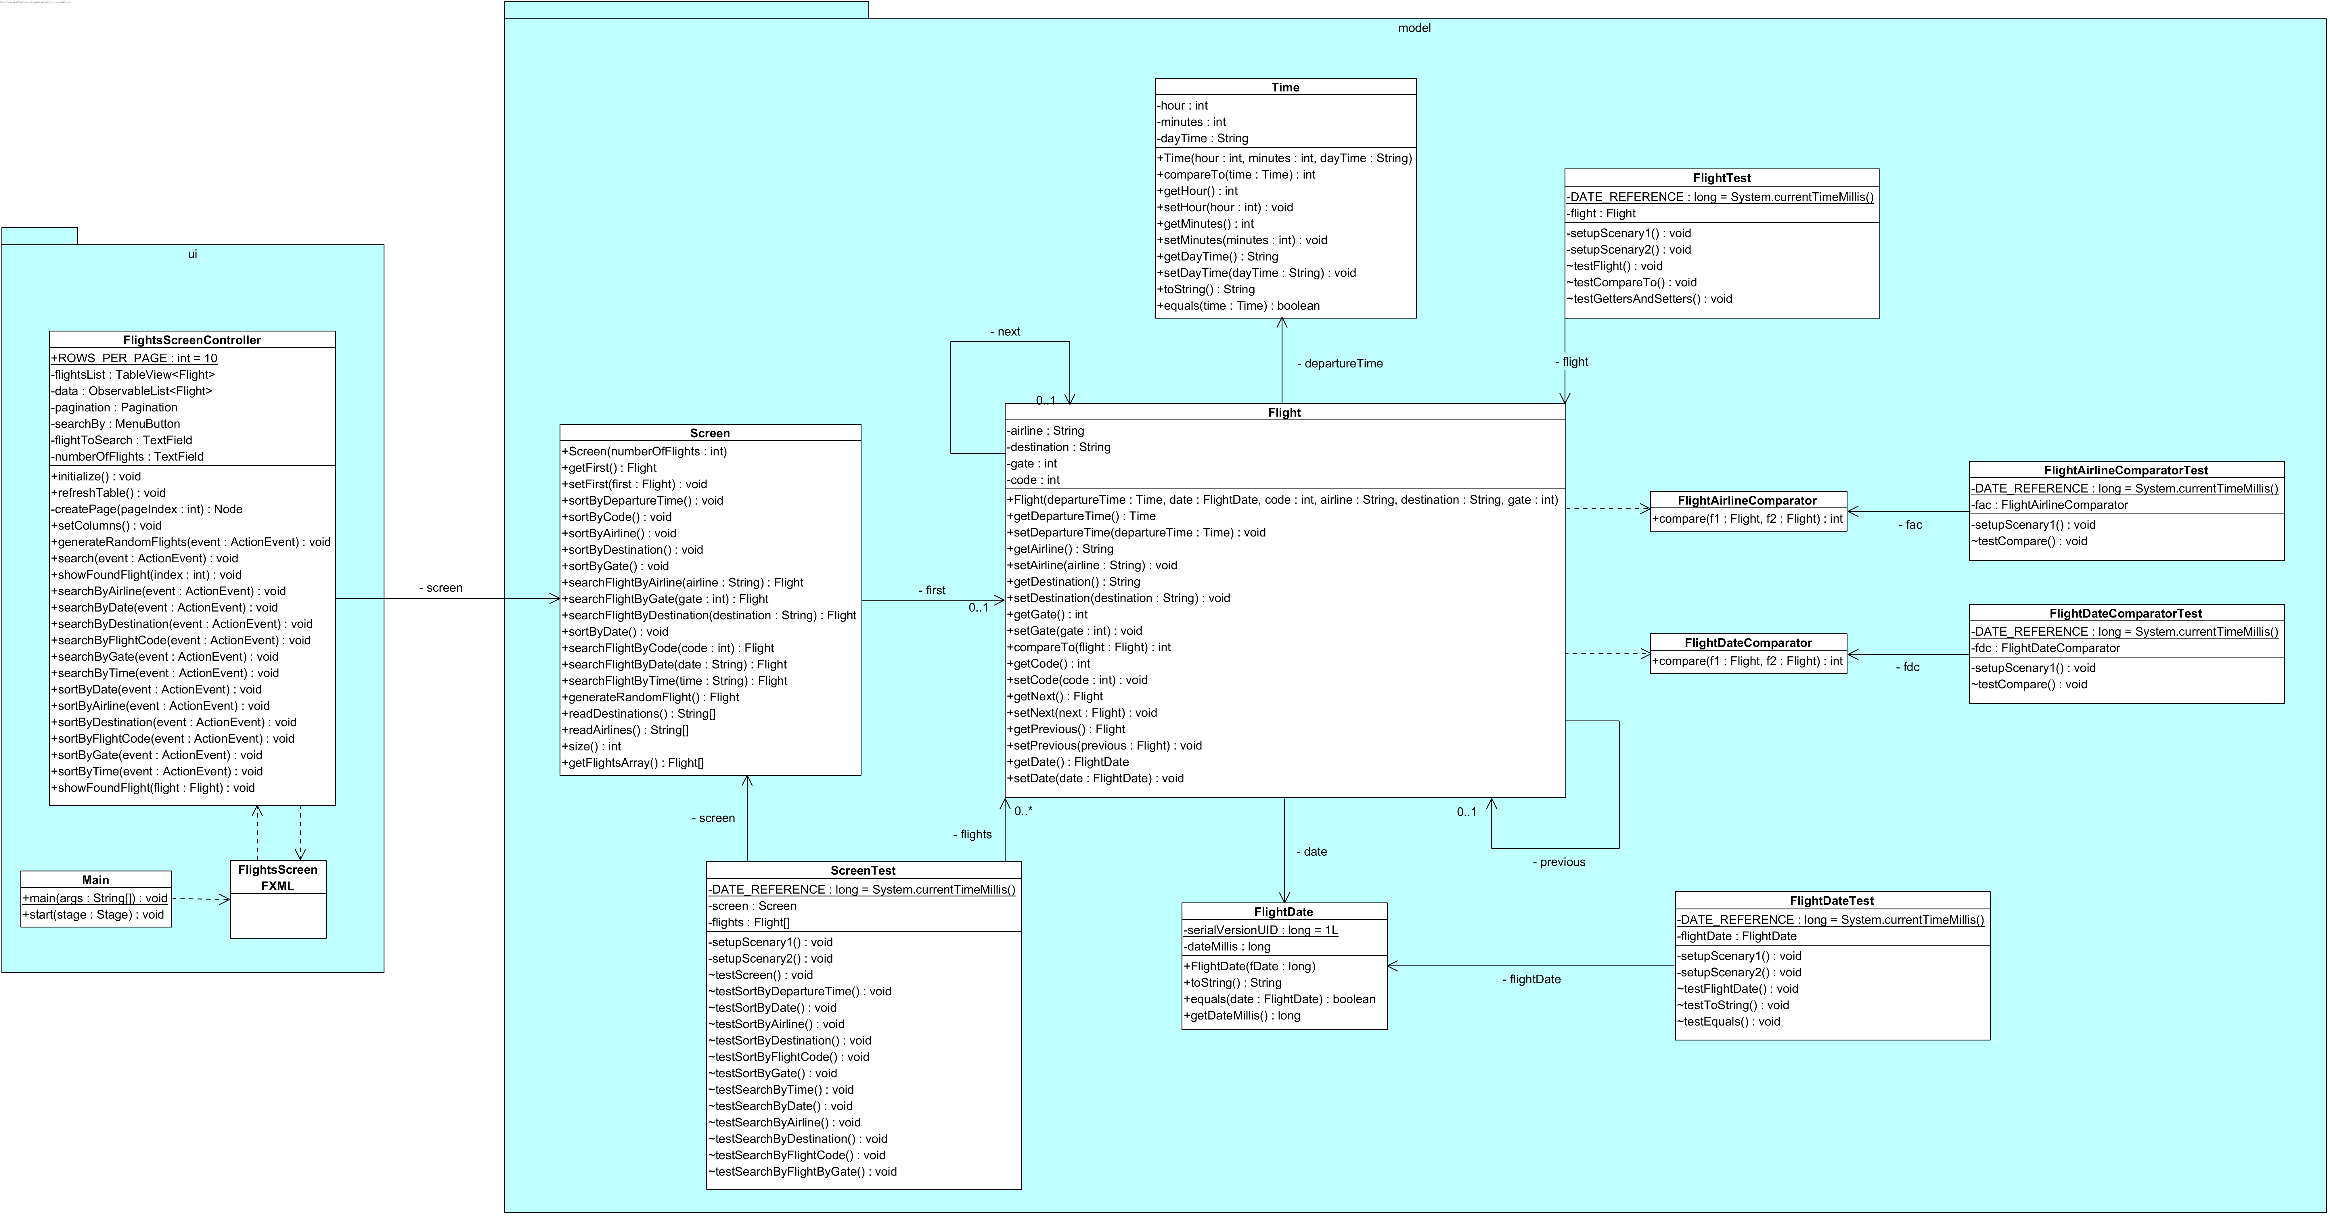 model
Time
-hour : int
-minutes : int
-dayTime : String
+Time(hour : int, minutes : int, dayTime : String)
+compareTo(time : Time) : int
+getHour() : int
+setHour(hour : int) : void
+getMinutes() : int
+setMinutes(minutes : int) : void
+getDayTime() : String
+setDayTime(dayTime : String) : void
+toString() : String
+equals(time : Time) : boolean
FlightTest
-DATE_REFERENCE : long = System.currentTimeMillis()
-flight : Flight
-setupScenary1() : void
-setupScenary2() : void
~testFlight() : void
~testCompareTo() : void
~testGettersAndSetters() : void
ui
FlightsScreenController
+ROWS_PER_PAGE : int = 10
-flightsList : TableView<Flight>
-data : ObservableList<Flight>
-pagination : Pagination
-searchBy : MenuButton
-flightToSearch : TextField
-numberOfFlights : TextField
+initialize() : void
+refreshTable() : void
-createPage(pageIndex : int) : Node
+setColumns() : void
+generateRandomFlights(event : ActionEvent) : void
+search(event : ActionEvent) : void
+showFoundFlight(index : int) : void
+searchByAirline(event : ActionEvent) : void
+searchByDate(event : ActionEvent) : void
+searchByDestination(event : ActionEvent) : void
+searchByFlightCode(event : ActionEvent) : void
+searchByGate(event : ActionEvent) : void
+searchByTime(event : ActionEvent) : void
+sortByDate(event : ActionEvent) : void
+sortByAirline(event : ActionEvent) : void
+sortByDestination(event : ActionEvent) : void
+sortByFlightCode(event : ActionEvent) : void
+sortByGate(event : ActionEvent) : void
+sortByTime(event : ActionEvent) : void
+showFoundFlight(flight : Flight) : void
Main
+main(args : String[]) : void
+start(stage : Stage) : void
FlightsScreen
FXML
- screen
Screen
+Screen(numberOfFlights : int)
+getFirst() : Flight
+setFirst(first : Flight) : void
+sortByDepartureTime() : void
+sortByCode() : void
+sortByAirline() : void
+sortByDestination() : void
+sortByGate() : void
+searchFlightByAirline(airline : String) : Flight
+searchFlightByGate(gate : int) : Flight
+searchFlightByDestination(destination : String) : Flight
+sortByDate() : void
+searchFlightByCode(code : int) : Flight
+searchFlightByDate(date : String) : Flight
+searchFlightByTime(time : String) : Flight
+generateRandomFlight() : Flight
+readDestinations() : String[]
+readAirlines() : String[]
+size() : int
+getFlightsArray() : Flight[]
- first
0..1
- next
0..1
- departureTime
- flight
Flight
-airline : String
-destination : String
-gate : int
-code : int
+Flight(departureTime : Time, date : FlightDate, code : int, airline : String, destination : String, gate : int)
+getDepartureTime() : Time
+setDepartureTime(departureTime : Time) : void
+getAirline() : String
+setAirline(airline : String) : void
+getDestination() : String
+setDestination(destination : String) : void
+getGate() : int
+setGate(gate : int) : void
+compareTo(flight : Flight) : int
+getCode() : int
+setCode(code : int) : void
+getNext() : Flight
+setNext(next : Flight) : void
+getPrevious() : Flight
+setPrevious(previous : Flight) : void
+getDate() : FlightDate
+setDate(date : FlightDate) : void
FlightAirlineComparator
+compare(f1 : Flight, f2 : Flight) : int
- fac
FlightAirlineComparatorTest
-DATE_REFERENCE : long = System.currentTimeMillis()
-fac : FlightAirlineComparator
-setupScenary1() : void
~testCompare() : void
FlightDateComparator
+compare(f1 : Flight, f2 : Flight) : int
- fdc
FlightDateComparatorTest
-DATE_REFERENCE : long = System.currentTimeMillis()
-fdc : FlightDateComparator
-setupScenary1() : void
~testCompare() : void
- screen
- flights
0..*
- date
0..1
- previous
ScreenTest
-DATE_REFERENCE : long = System.currentTimeMillis()
-screen : Screen
-flights : Flight[]
-setupScenary1() : void
-setupScenary2() : void
~testScreen() : void
~testSortByDepartureTime() : void
~testSortByDate() : void
~testSortByAirline() : void
~testSortByDestination() : void
~testSortByFlightCode() : void
~testSortByGate() : void
~testSearchByTime() : void
~testSearchByDate() : void
~testSearchByAirline() : void
~testSearchByDestination() : void
~testSearchByFlightCode() : void
~testSearchByFlightByGate() : void
FlightDate
-serialVersionUID : long = 1L
-dateMillis : long
+FlightDate(fDate : long)
+toString() : String
+equals(date : FlightDate) : boolean
+getDateMillis() : long
- flightDate
FlightDateTest
-DATE_REFERENCE : long = System.currentTimeMillis()
-flightDate : FlightDate
-setupScenary1() : void
-setupScenary2() : void
~testFlightDate() : void
~testToString() : void
~testEquals() : void